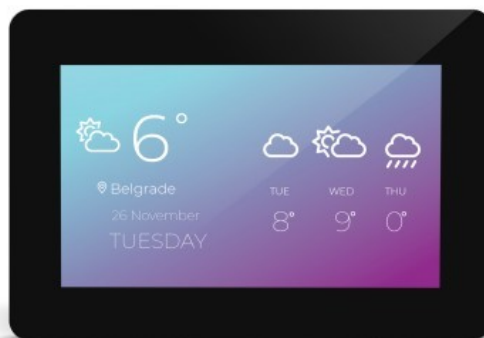 6°
Belgrade
26 November
TUESDAY
TUE WED THU
8° 9° 0°